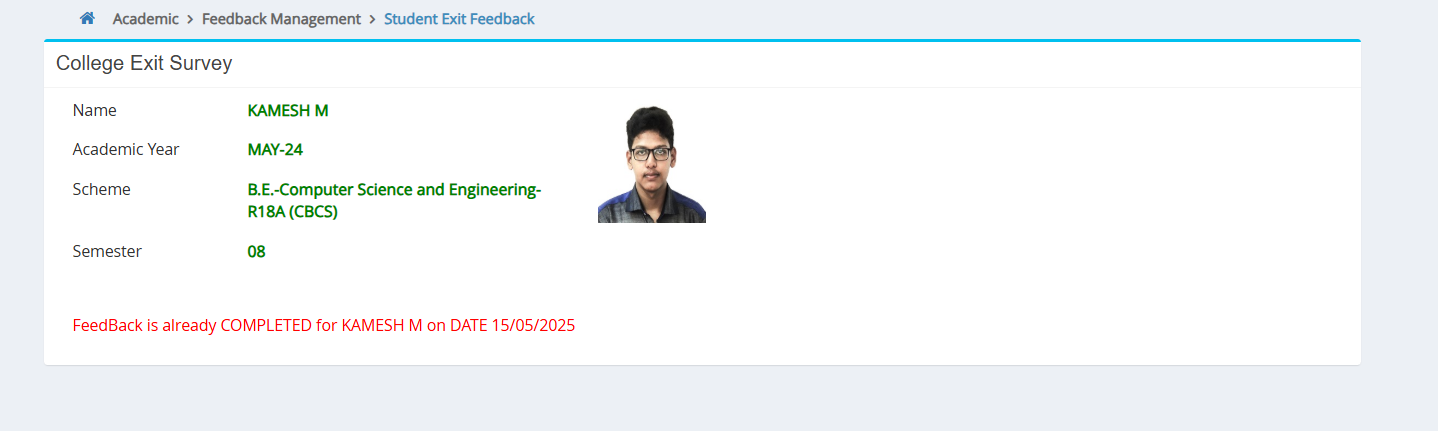 Academic > Feedback Management > Student Exit Feedback
College Exit Survey
Name KAMESH M
Academic Year MAY-24
Scheme B.E.-Computer Science and Engineering-
R18A (CBCS)
Semester 08
FeedBack is already COMPLETED for KAMESH M on DATE 15/05/2025